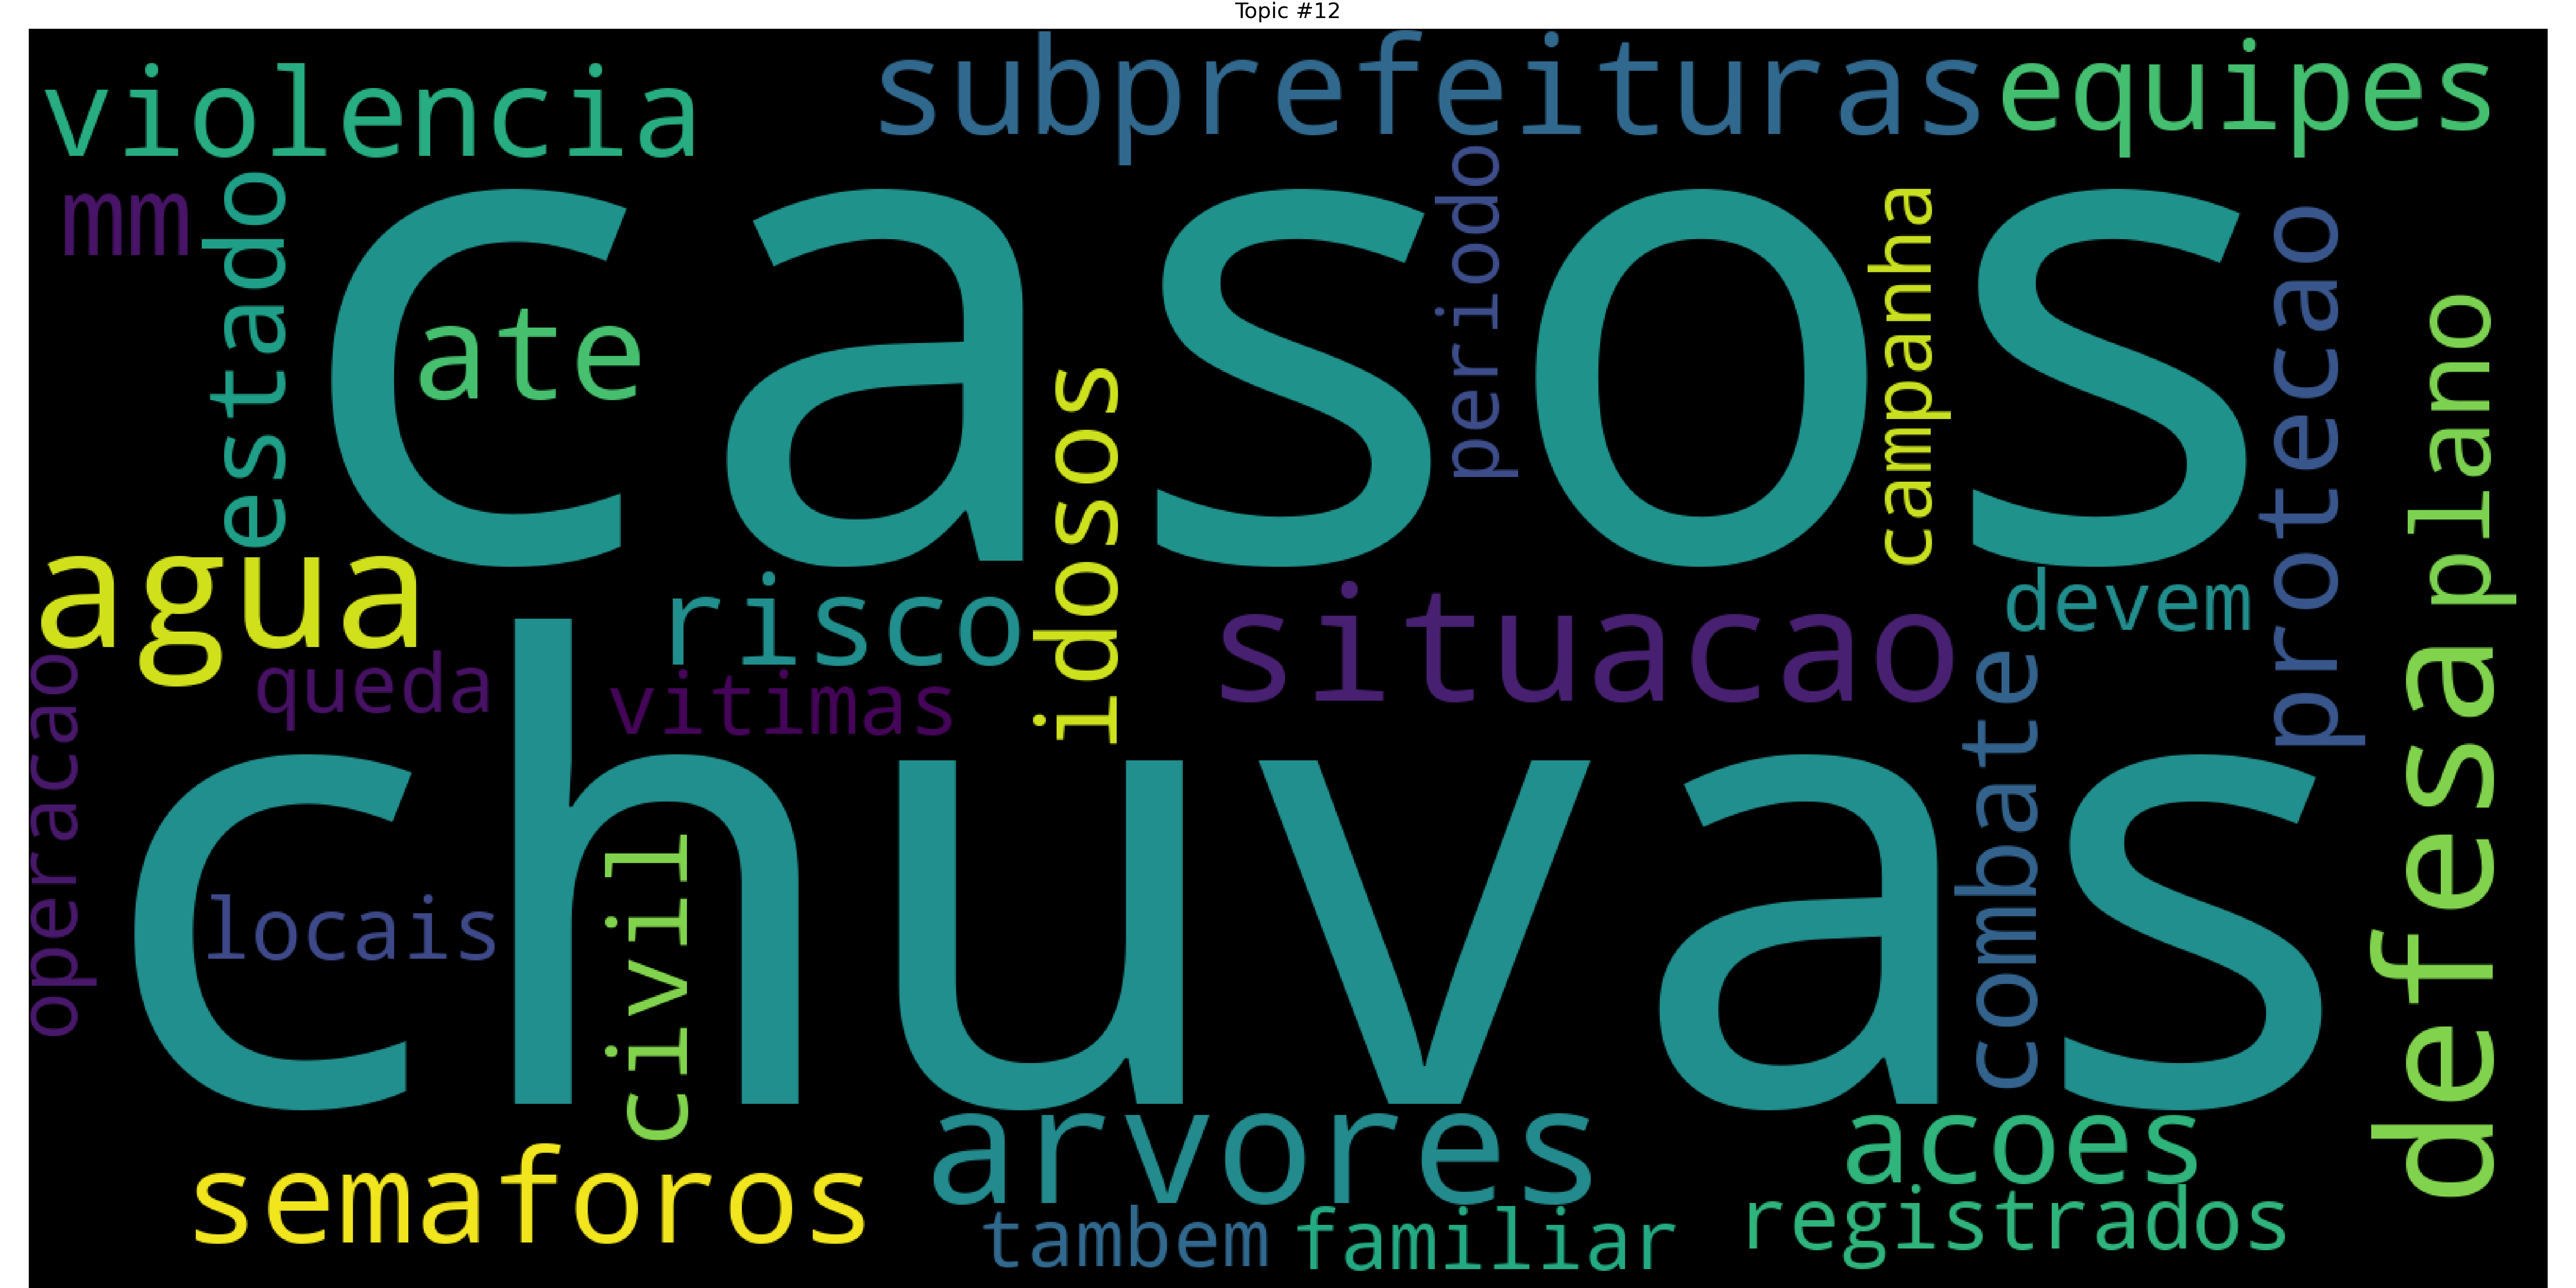 Topic #12
violencia
subprefeituras
equipes
mm
estado
casos
ate
periodo
campanha
protecao
plano
idosos
agua
risco
situacao
devem
queda
vitimas
operacao
chuvas
combate
defesa
locais
civil
arvores
acoes
semaforos
tambem
familiar
registrados